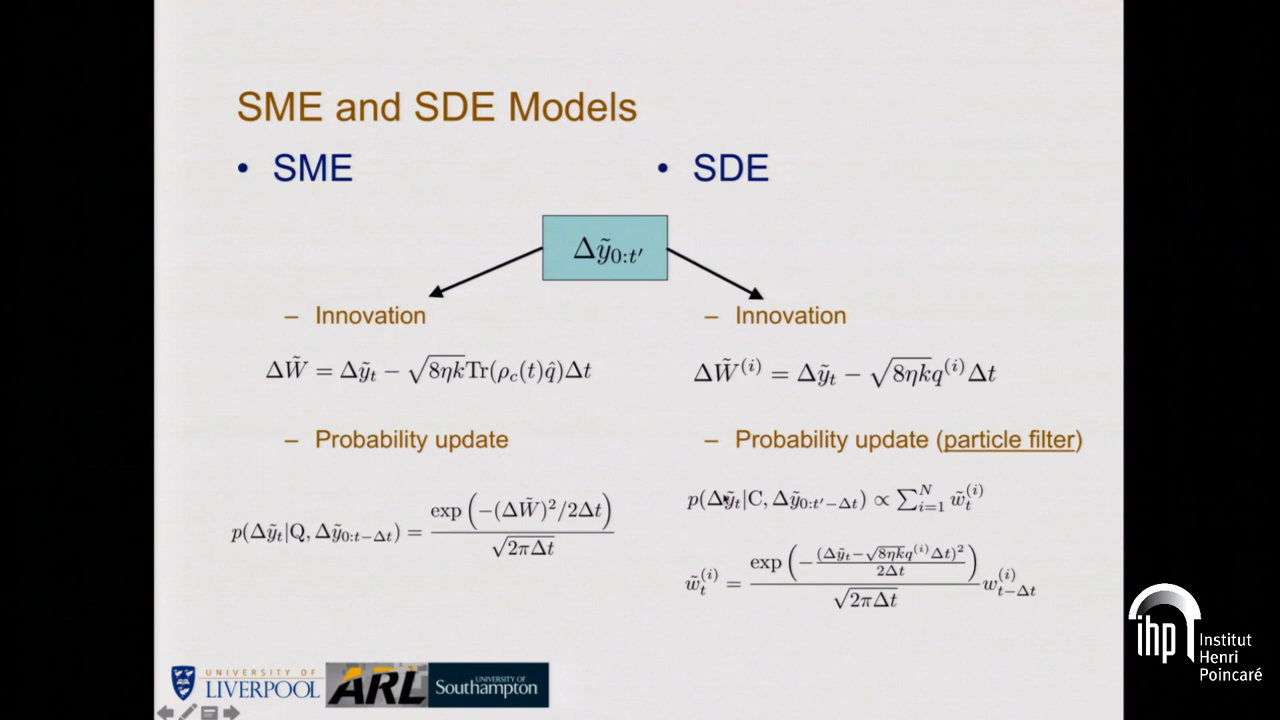 SME and SDE Models
• SME
• SDE
Δỹ_{0:t′}
– Innovation
– Innovation
ΔW̃ = Δỹ_t − √(8ηk)Tr(ρ_c(t)q̂)Δt
ΔW̃^{(i)} = Δỹ_t − √(8ηk)q^{(i)}Δt
– Probability update
– Probability update (particle filter)
p(Δỹ_t|C, Δỹ_{0:t′−Δt}) ∝ ∑_{i=1}^{N} w̃_t^{(i)}
p(Δỹ_t|Q, Δỹ_{0:t−Δt}) = exp(−(ΔW̃)²/2Δt) / √(2πΔt)
w̃_t^{(i)} = exp(−(Δỹ_t−√(8ηk)q^{(i)}Δt)²/2Δt) / √(2πΔt) w_{t−Δt}^{(i)}
UNIVERSITY OF
LIVERPOOL
ARL
UNIVERSITY OF
Southampton
ihp
Institut
Henri
Poincaré